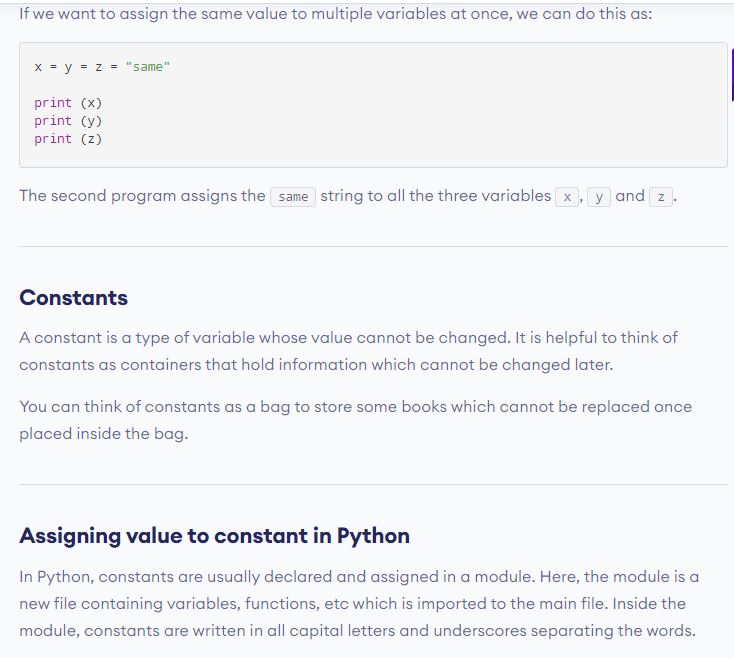 If we want to assign the same value to multiple variables at once, we can do this as:
x = y = z = "same"
print (x)
print (y)
print (z)
The second program assigns the same string to all the three variables x , y and z .
Constants
A constant is a type of variable whose value cannot be changed. It is helpful to think of
constants as containers that hold information which cannot be changed later.
You can think of constants as a bag to store some books which cannot be replaced once
placed inside the bag.
Assigning value to constant in Python
In Python, constants are usually declared and assigned in a module. Here, the module is a
new file containing variables, functions, etc which is imported to the main file. Inside the
module, constants are written in all capital letters and underscores separating the words.